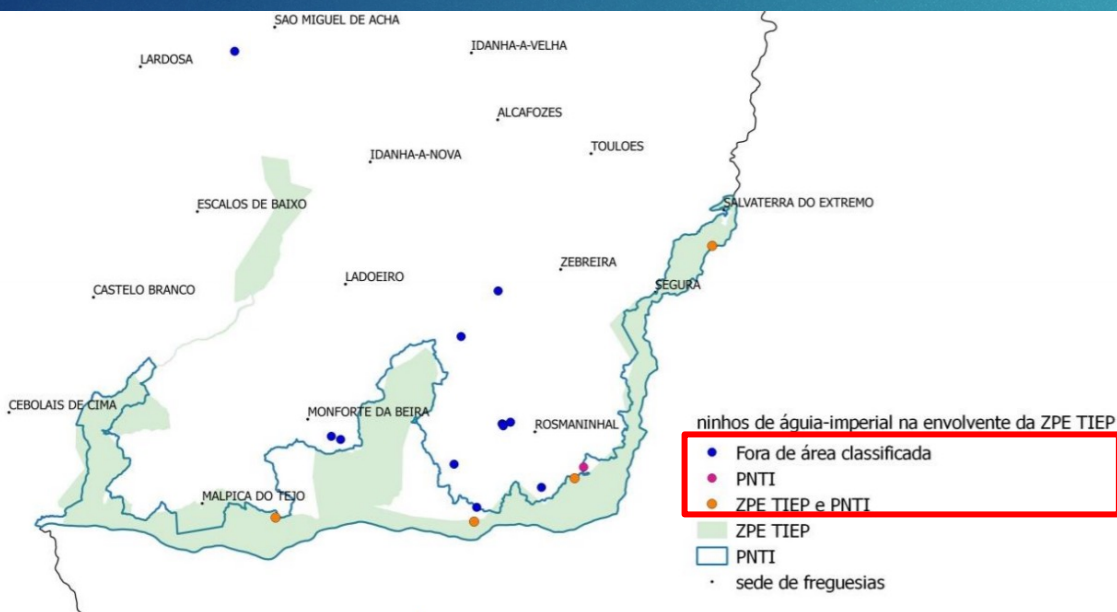 SAO MIGUEL DE ACHA
IDANHA-A-VELHA
LARDOSA
ALCAFOZES
TOULOES
IDANHA-A-NOVA
ESCALOS DE BAIXO
SALVATERRA DO EXTREMO
ZEBREIRA
LADOEIRO
SEGURA
CASTELO BRANCO
CEBOLAIS DE CIMA
MONFORTE DA BEIRA
ROSMANINHAL
MALPICA DO TEJO
ninhos de águia-imperial na envolvente da ZPE TIEP
Fora de área classificada
PNTI
ZPE TIEP e PNTI
ZPE TIEP
PNTI
sede de freguesias